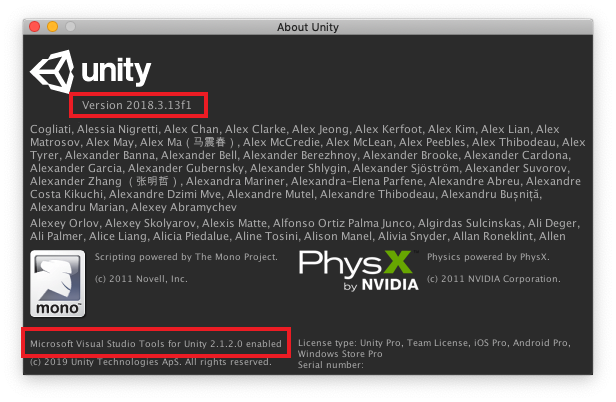 About Unity
unity
Version 2018.3.13f1
Cogliati, Alessia Nigretti, Alex Chan, Alex Clarke, Alex Jeong, Alex Kerfoot, Alex Kim, Alex Lian, Alex
Matrosov, Alex May, Alex Ma (马震春), Alex McCredie, Alex McLean, Alex Peebles, Alex Thibodeau, Alex
Tyrer, Alexander Banna, Alexander Bell, Alexander Berezhnoy, Alexander Brooke, Alexander Cardona,
Alexander Garcia, Alexander Gubernsky, Alexander Shlygin, Alexander Sjöström, Alexander Suvorov,
Alexander Zhang (张明哲), Alexandra Mariner, Alexandra-Elena Parfene, Alexandre Abreu, Alexandre
Costa Kikuchi, Alexandre Dzimi Mve, Alexandre Mutel, Alexandre Thibodeau, Alexandru Bușniță,
Alexandru Marian, Alexey Abramychev
Alexey Orlov, Alexey Skolyarov, Alexis Matte, Alfonso Ortiz Palma Junco, Algirdas Sulcinskas, Ali Deger,
Ali Palmer, Alice Liang, Alicia Piedalue, Aline Tosini, Alison Manel, Alivia Snyder, Allan Roneklint, Allen
mono™
Scripting powered by The Mono Project.
(c) 2011 Novell, Inc.
PhysX
by NVIDIA
Physics powered by PhysX.
(c) 2011 NVIDIA Corporation.
Microsoft Visual Studio Tools for Unity 2.1.2.0 enabled
(c) 2019 Unity Technologies ApS. All rights reserved.
License type: Unity Pro, Team License, iOS Pro, Android Pro,
Windows Store Pro
Serial number: